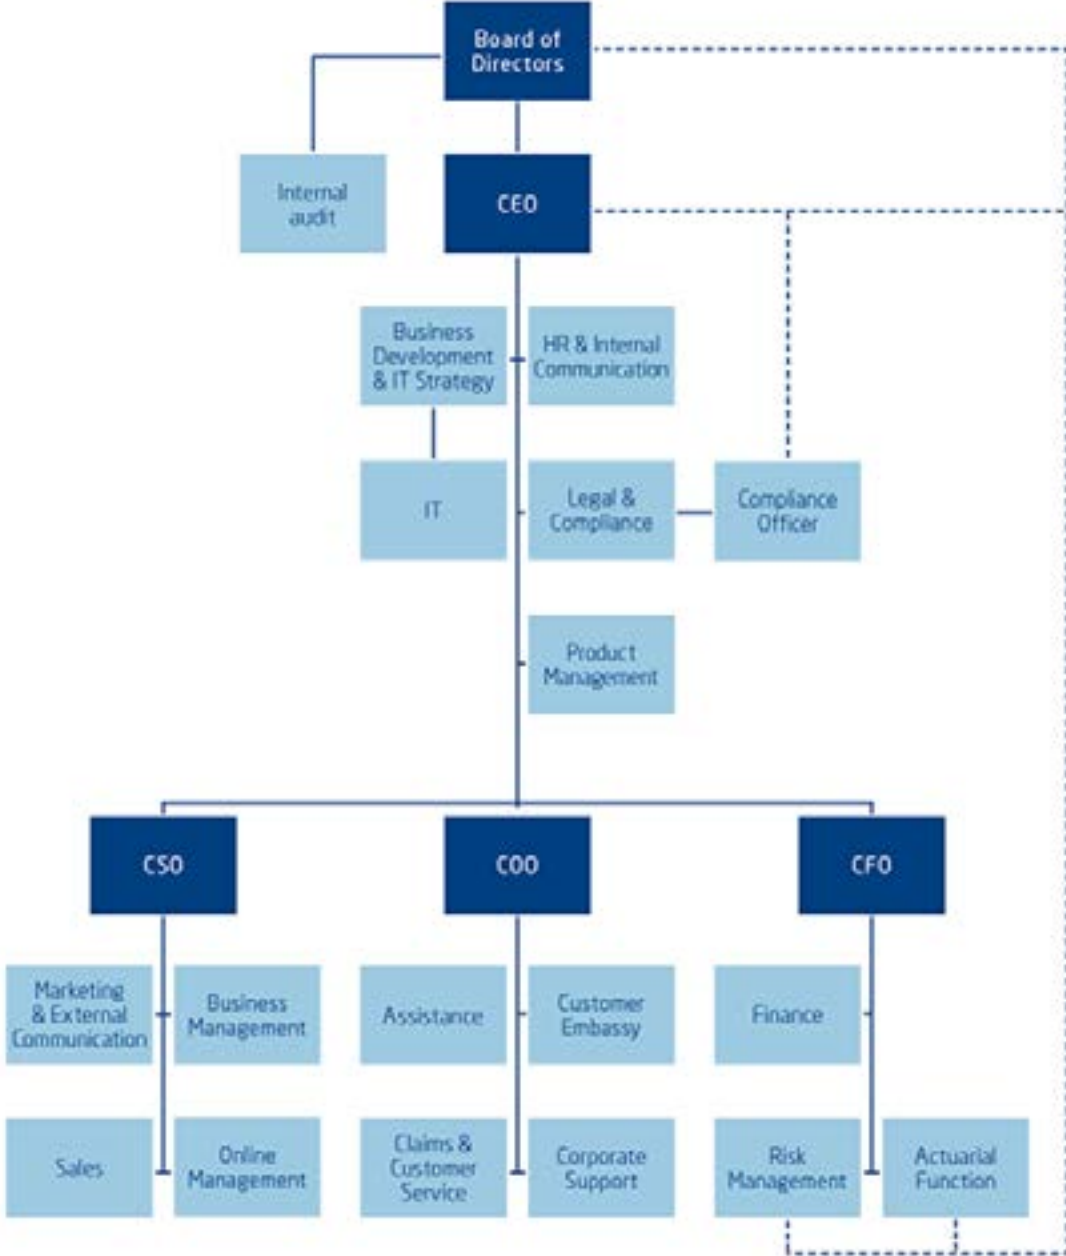 Board of
Directors
Internal
audit
CEO
Business
Development
& IT Strategy
HR & Internal
Communication
IT
Legal &
Compliance
Compliance
Officer
Product
Management
CSO
COO
CFO
Marketing
& External
Communication
Business
Management
Assistance
Customer
Embassy
Finance
Sales
Online
Management
Claims &
Customer
Service
Corporate
Support
Risk
Management
Actuarial
Function